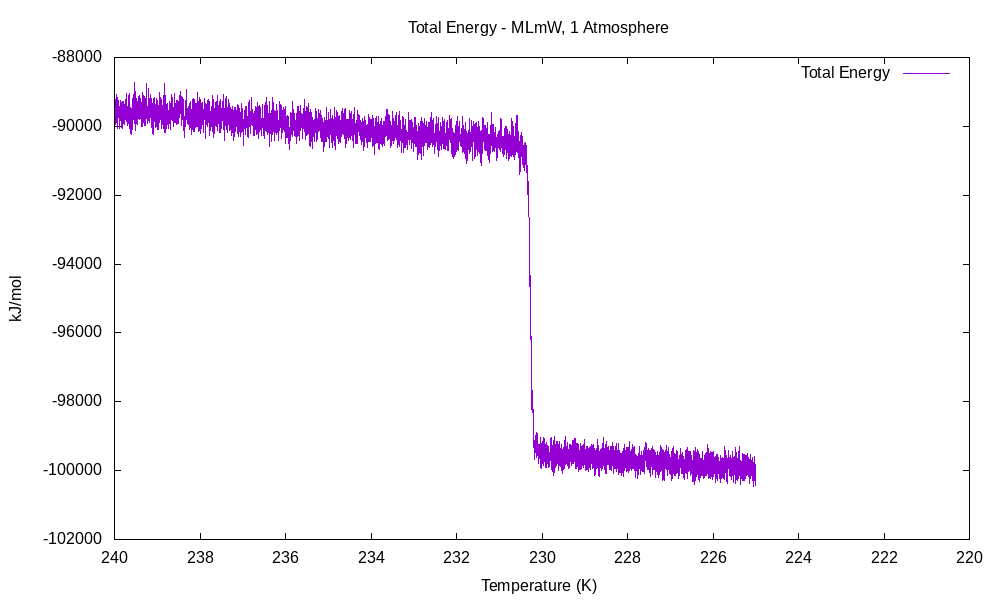 Total Energy - MLmW, 1 Atmosphere
Total Energy
kJ/mol
-88000
-90000
-92000
-94000
-96000
-98000
-100000
-102000
240 238 236 234 232 230 228 226 224 222 220
Temperature (K)